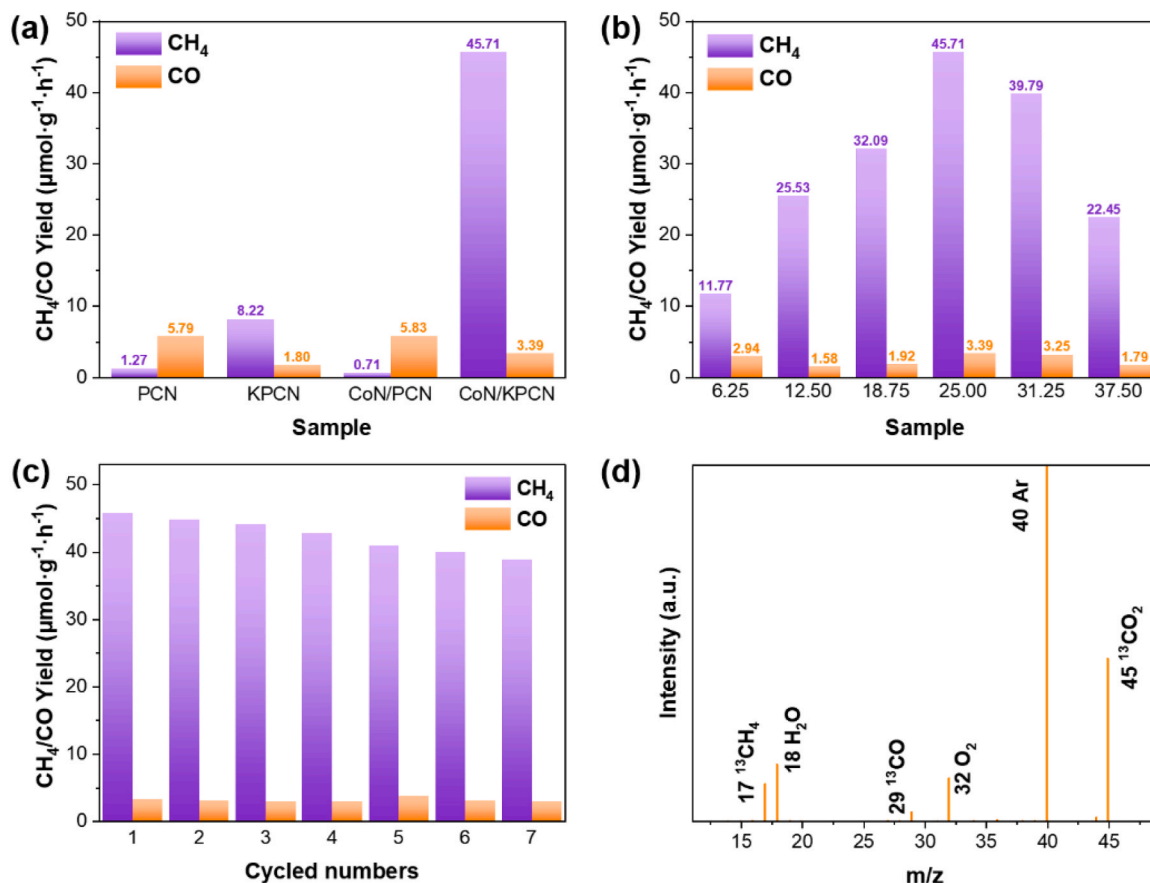 (a)
CH₄
CO
CH₄/CO Yield (μmol·g⁻¹·h⁻¹)
50
40
30
20
10
0
1.27
5.79
8.22
1.80
0.71
5.83
45.71
3.39
PCN
KPCN
CoN/PCN
CoN/KPCN
Sample
(b)
CH₄
CO
CH₄/CO Yield (μmol·g⁻¹·h⁻¹)
50
40
30
20
10
0
11.77
2.94
25.53
1.58
32.09
1.92
45.71
3.39
39.79
3.25
22.45
1.79
6.25
12.50
18.75
25.00
31.25
37.50
Sample
(c)
CH₄
CO
CH₄/CO Yield (μmol·g⁻¹·h⁻¹)
50
40
30
20
10
0
1
2
3
4
5
6
7
Cycled numbers
(d)
Intensity (a.u.)
17 ¹³CH₄
18 H₂O
29 ¹³CO
32 O₂
40 Ar
45 ¹³CO₂
15
20
25
30
35
40
45
m/z